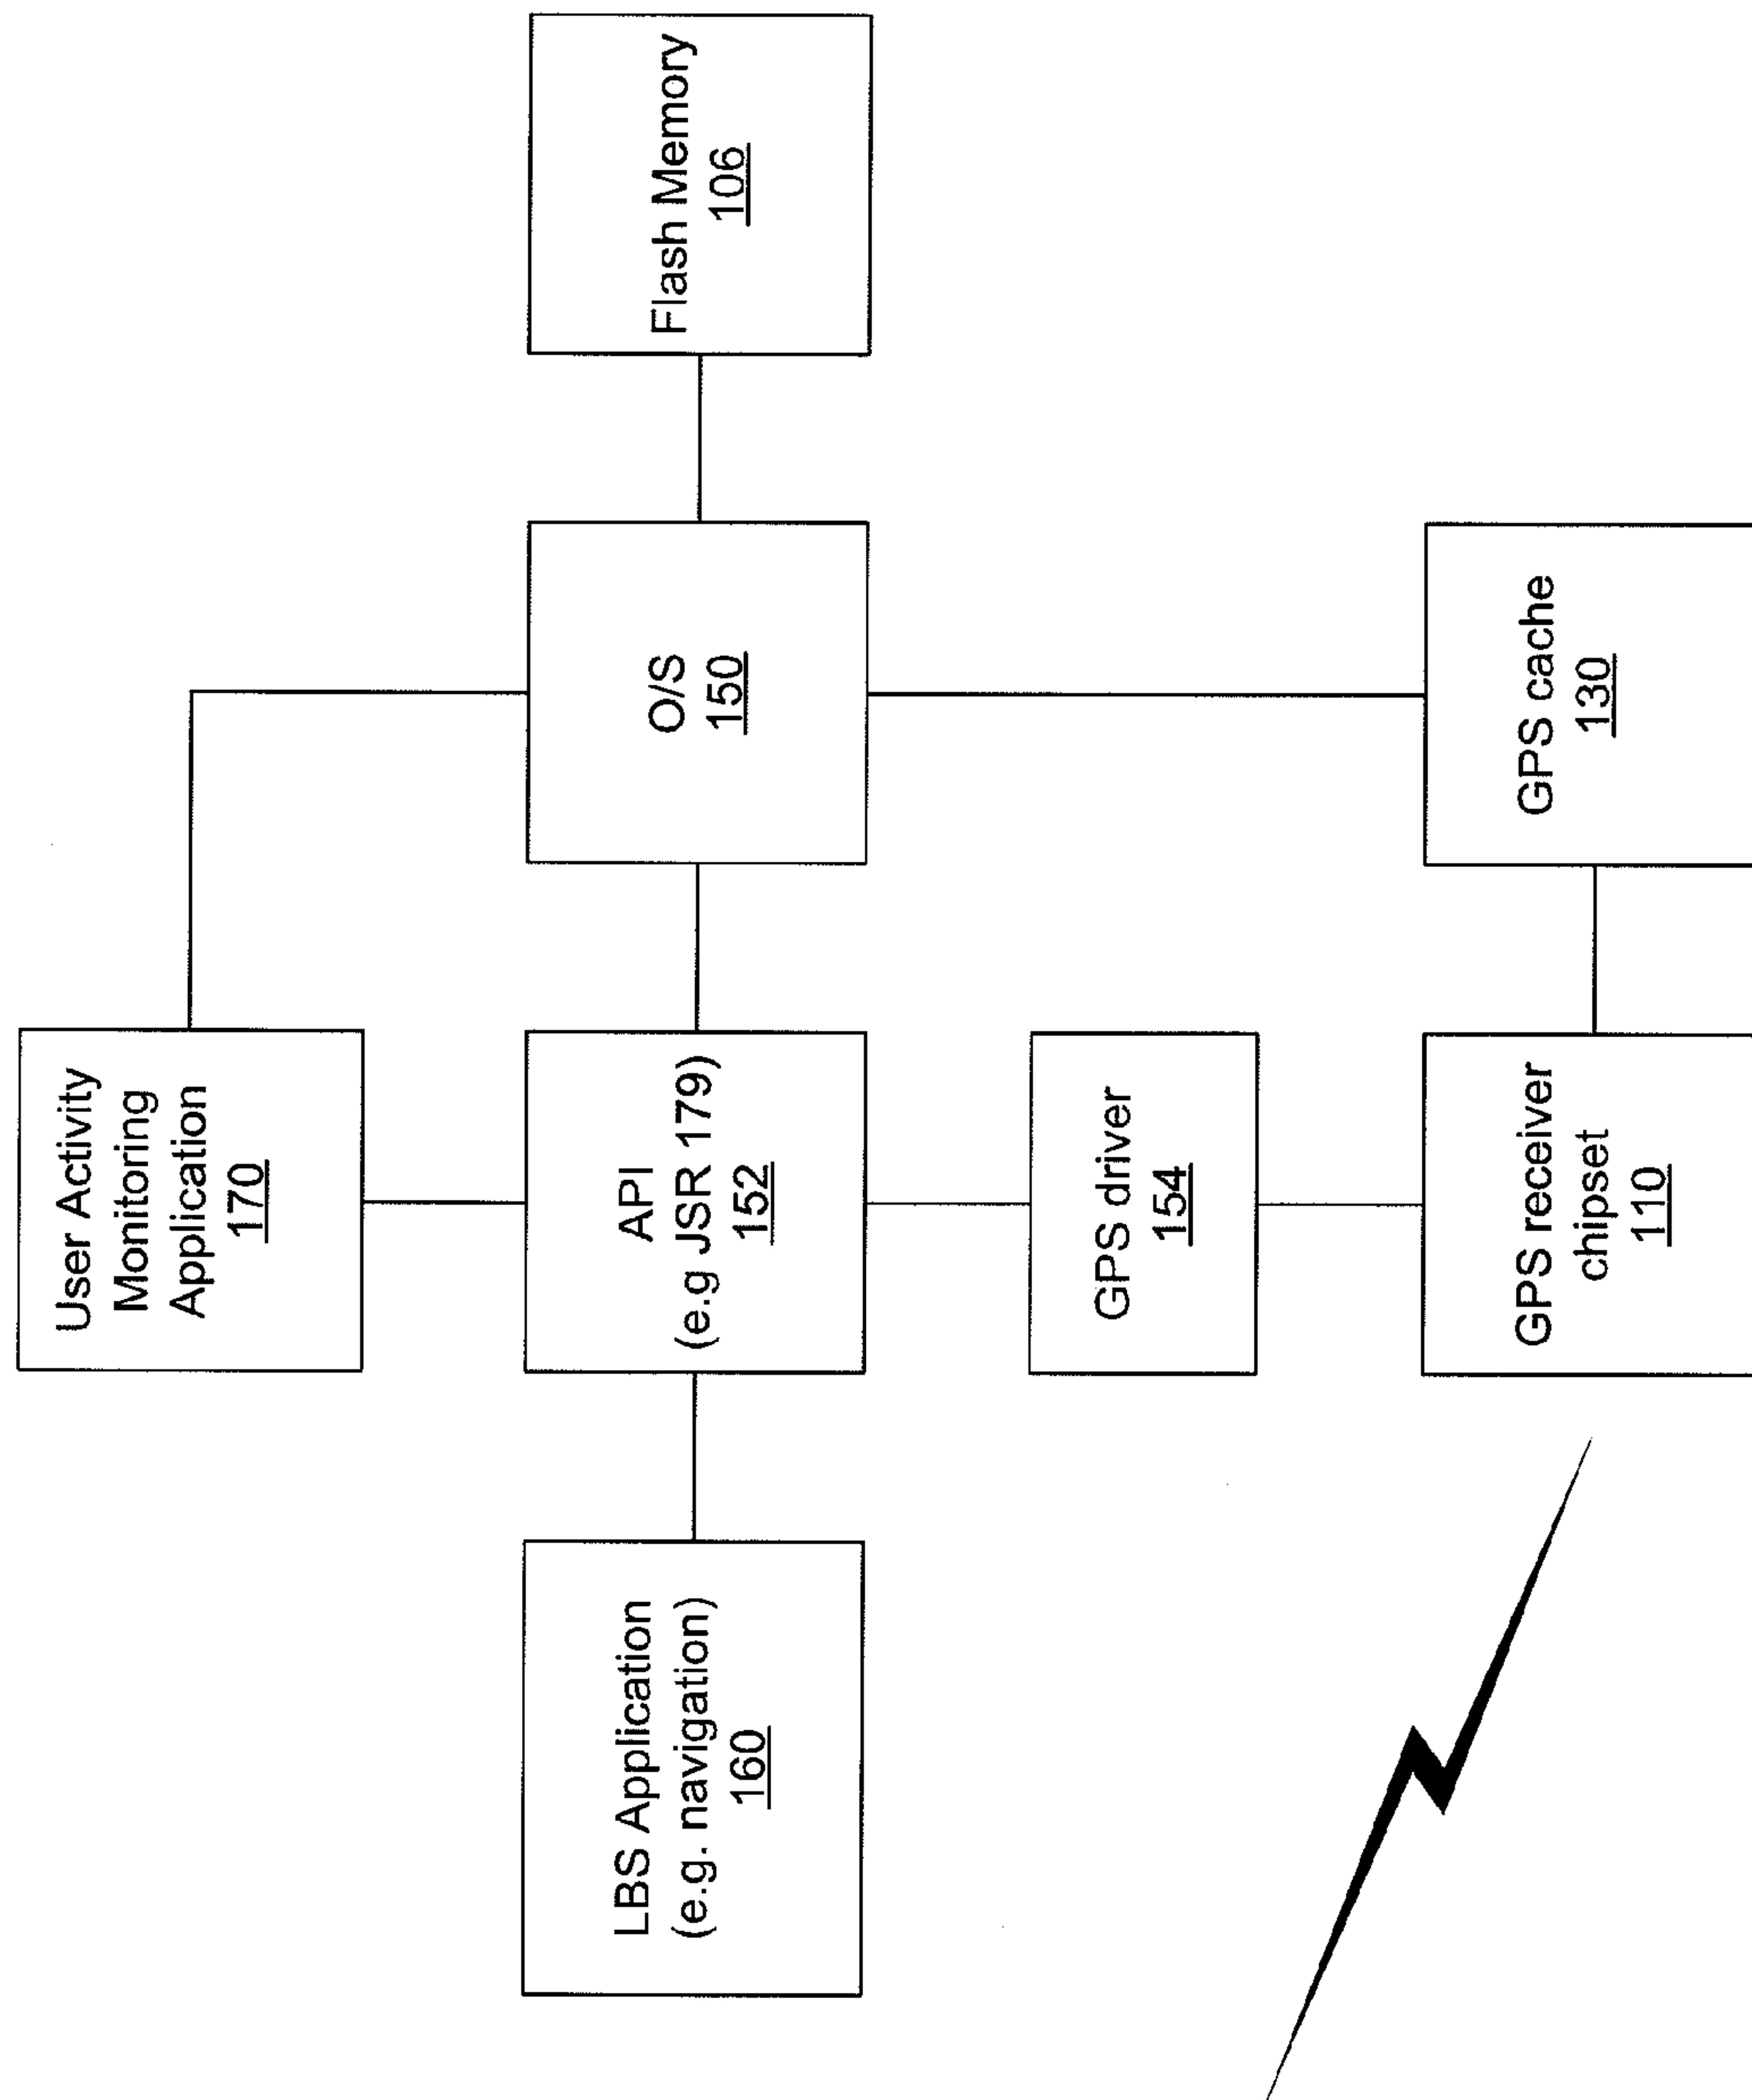 User Activity
Monitoring
Application
170
LBS Application
(e.g. navigation)
160
API
(e.g JSR 179)
152
O/S
150
Flash Memory
106
GPS driver
154
GPS receiver
chipset
110
GPS cache
130